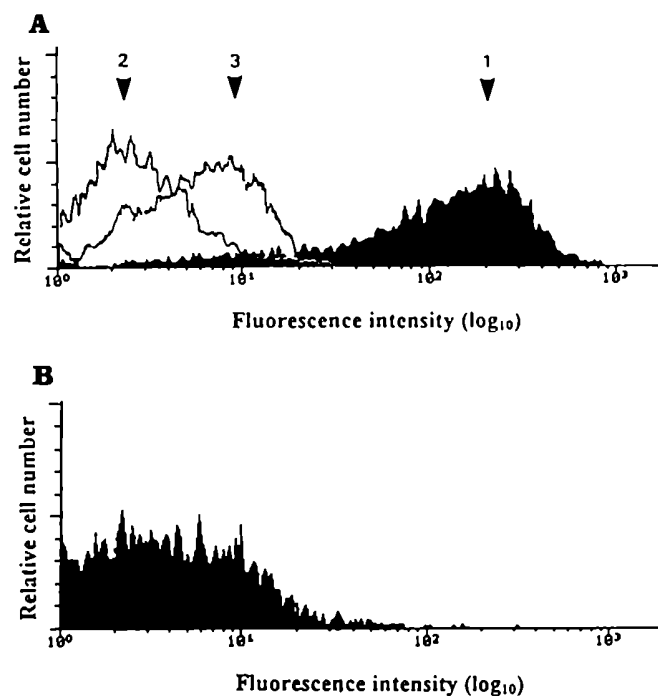 A
2 3 1
Relative cell number
10⁰ 10¹ 10² 10³
Fluorescence intensity (log₁₀)
B
Relative cell number
10⁰ 10¹ 10² 10³
Fluorescence intensity (log₁₀)